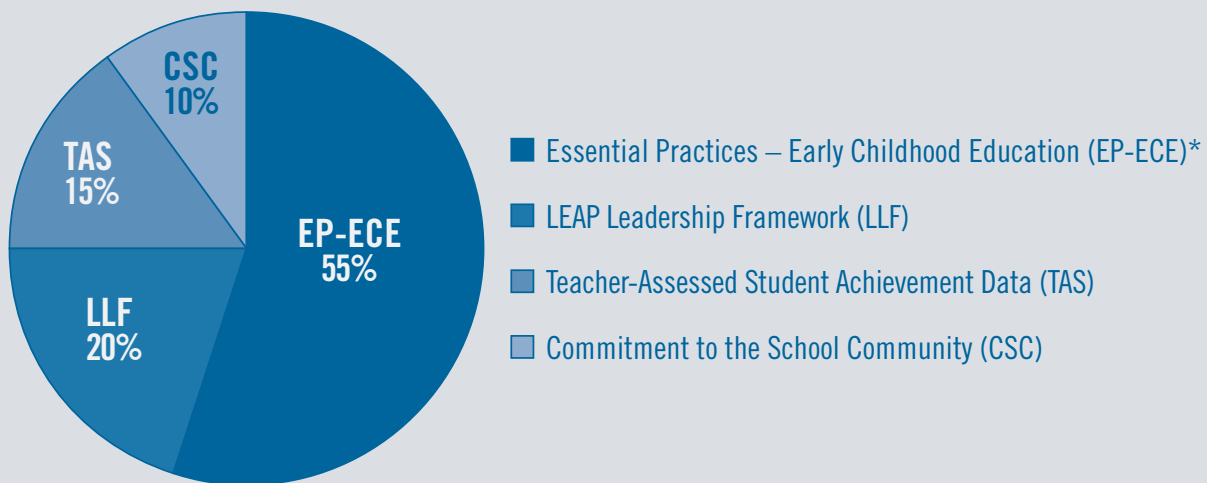 CSC
10%
TAS
15%
EP-ECE
55%
LLF
20%
Essential Practices – Early Childhood Education (EP-ECE)*
LEAP Leadership Framework (LLF)
Teacher-Assessed Student Achievement Data (TAS)
Commitment to the School Community (CSC)